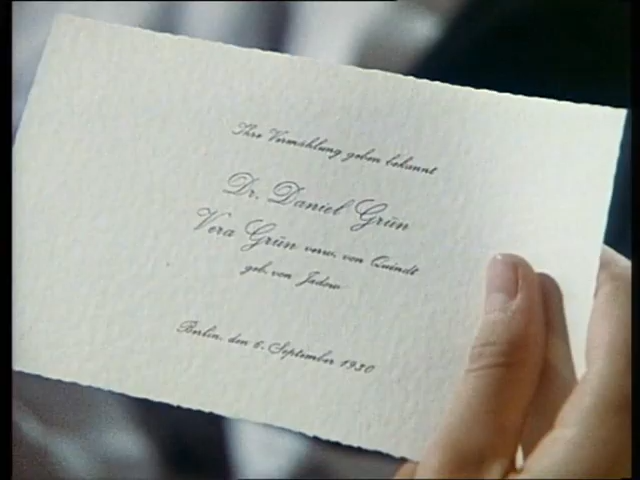 Ihre Vermählung geben bekannt
Dr. Daniel Grün
Vera Grün verw. von Quindt
geb. von Jadow
Berlin, den 6. September 1930